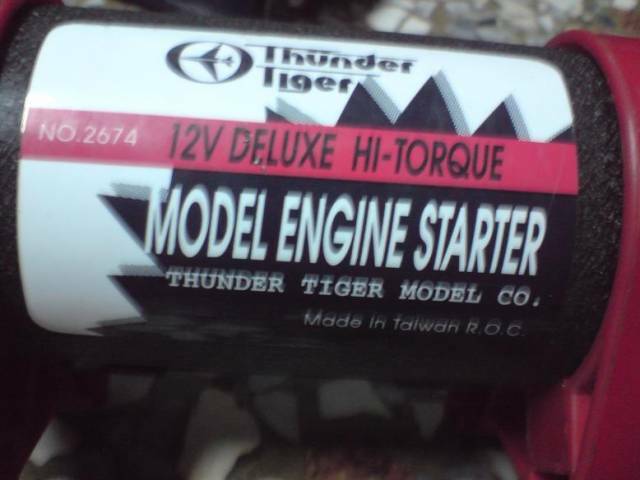 Thunder
Tiger
NO.2674 12V DELUXE HI-TORQUE
MODEL ENGINE STARTER
THUNDER TIGER MODEL CO.
Made in Taiwan R.O.C.